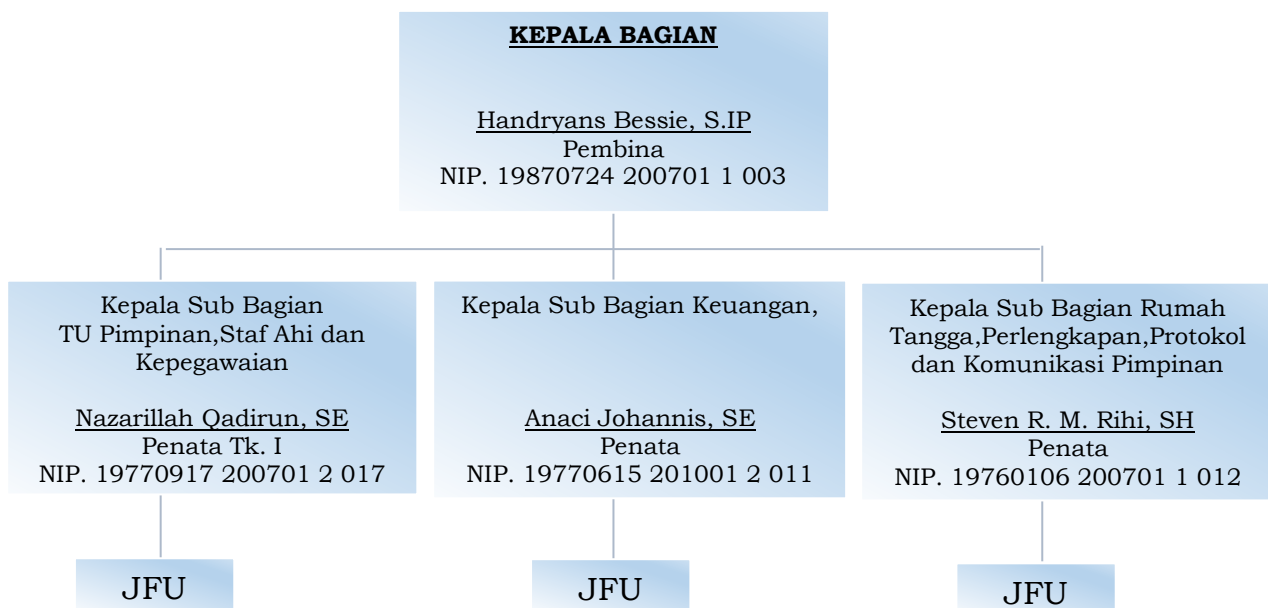 KEPALA BAGIAN
Handryans Bessie, S.IP
Pembina
NIP. 19870724 200701 1 003
Kepala Sub Bagian
TU Pimpinan,Staf Ahi dan
Kepegawaian
Nazarillah Qadirun, SE
Penata Tk. I
NIP. 19770917 200701 2 017
Kepala Sub Bagian Keuangan,
Anaci Johannis, SE
Penata
NIP. 19770615 201001 2 011
Kepala Sub Bagian Rumah
Tangga,Perlengkapan,Protokol
dan Komunikasi Pimpinan
Steven R. M. Rihi, SH
Penata
NIP. 19760106 200701 1 012
JFU
JFU
JFU